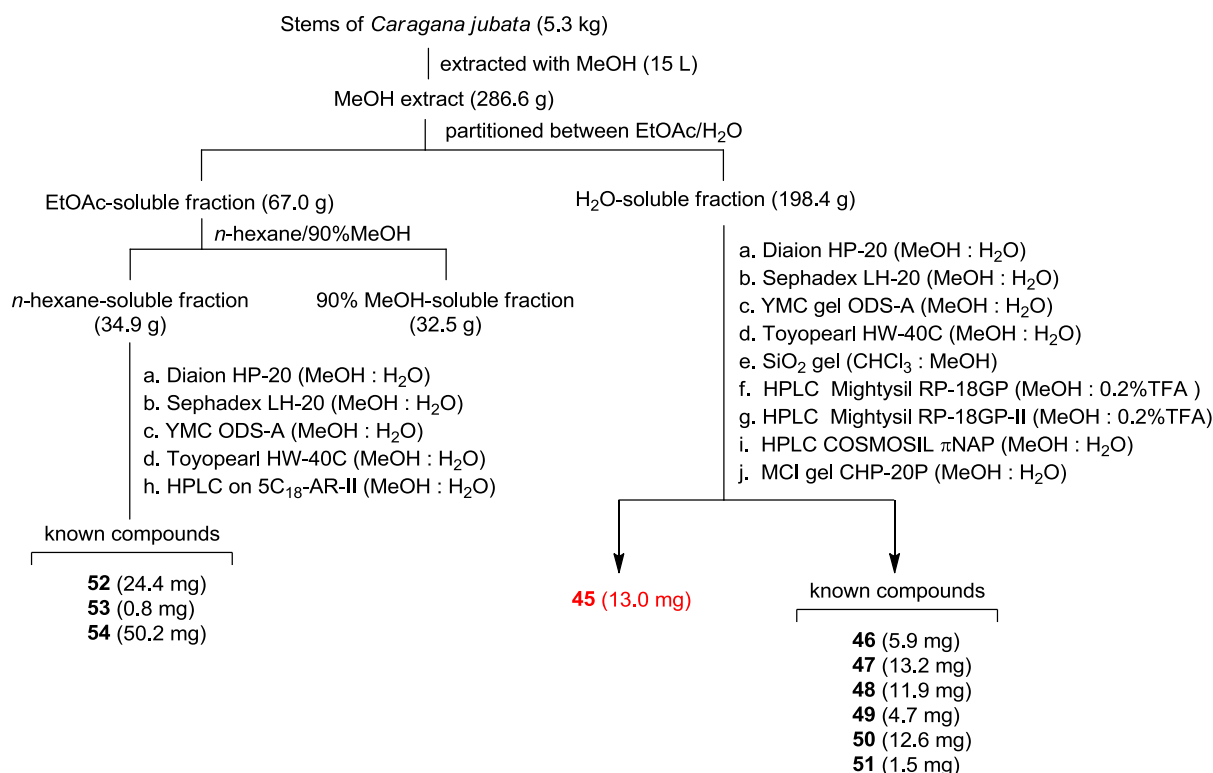 Stems of Caragana jubata (5.3 kg)
extracted with MeOH (15 L)
MeOH extract (286.6 g)
partitioned between EtOAc/H₂O
EtOAc-soluble fraction (67.0 g)
n-hexane/90%MeOH
n-hexane-soluble fraction
(34.9 g)
90% MeOH-soluble fraction
(32.5 g)
a. Diaion HP-20 (MeOH : H₂O)
b. Sephadex LH-20 (MeOH : H₂O)
c. YMC ODS-A (MeOH : H₂O)
d. Toyopearl HW-40C (MeOH : H₂O)
h. HPLC on 5C₁₈-AR-II (MeOH : H₂O)
known compounds
52 (24.4 mg)
53 (0.8 mg)
54 (50.2 mg)
H₂O-soluble fraction (198.4 g)
a. Diaion HP-20 (MeOH : H₂O)
b. Sephadex LH-20 (MeOH : H₂O)
c. YMC gel ODS-A (MeOH : H₂O)
d. Toyopearl HW-40C (MeOH : H₂O)
e. SiO₂ gel (CHCl₃ : MeOH)
f. HPLC Mightysil RP-18GP (MeOH : 0.2%TFA )
g. HPLC Mightysil RP-18GP-II (MeOH : 0.2%TFA)
i. HPLC COSMOSIL πNAP (MeOH : H₂O)
j. MCI gel CHP-20P (MeOH : H₂O)
45 (13.0 mg)
known compounds
46 (5.9 mg)
47 (13.2 mg)
48 (11.9 mg)
49 (4.7 mg)
50 (12.6 mg)
51 (1.5 mg)